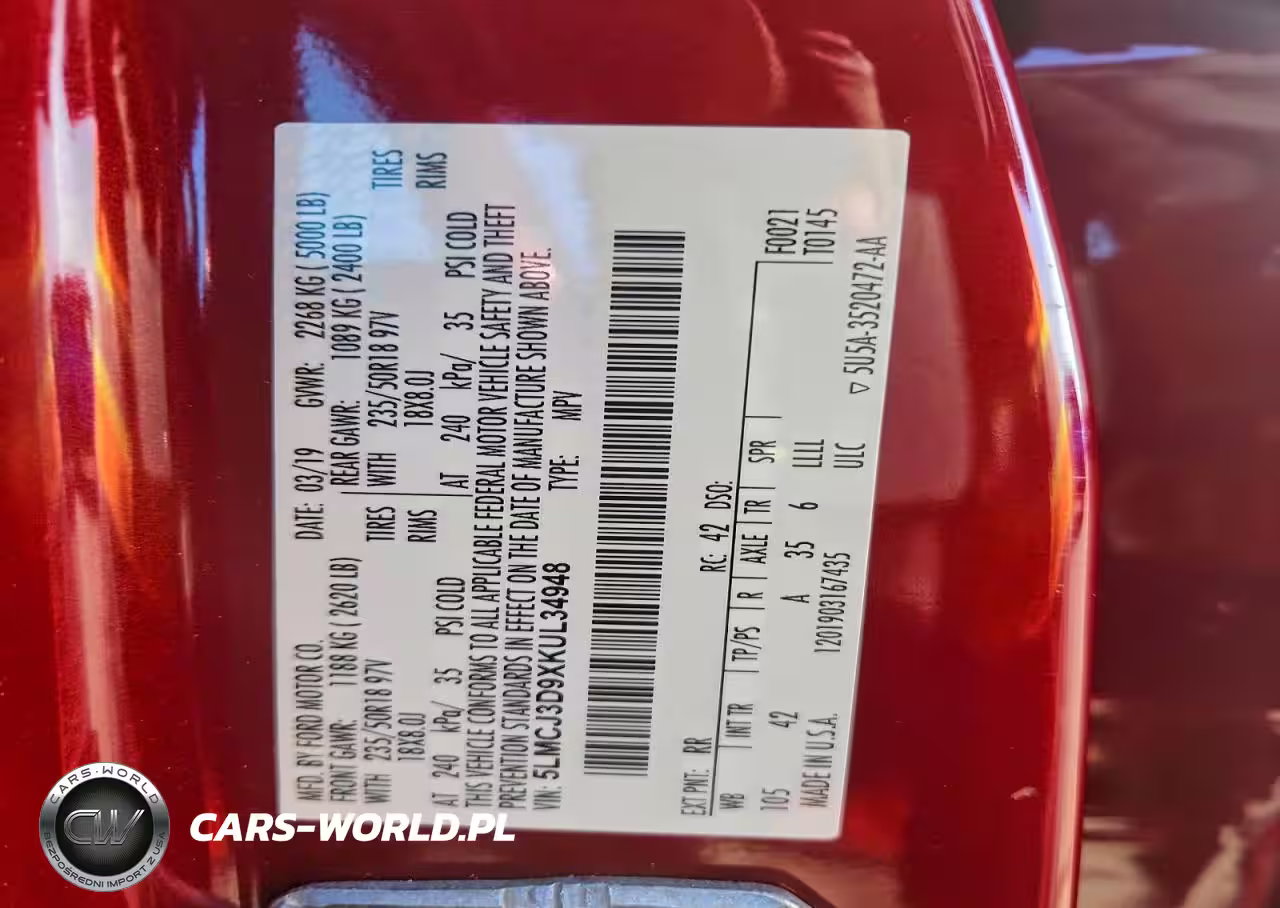 MFD. BY FORD MOTOR CO.
DATE: 03/19 GVWR: 2268 KG ( 5000 LB)
FRONT GAWR: 1188 KG ( 2620 LB)
REAR GAWR: 1089 KG ( 2400 LB)
WITH 235/50R18 97V TIRES
WITH 235/50R18 97V TIRES
18X8.0J RIMS
18X8.0J RIMS
AT 240 kPa/ 35 PSI COLD
AT 240 kPa/ 35 PSI COLD
THIS VEHICLE CONFORMS TO ALL APPLICABLE FEDERAL MOTOR VEHICLE SAFETY AND THEFT
PREVENTION STANDARDS IN EFFECT ON THE DATE OF MANUFACTURE SHOWN ABOVE.
VIN: 5LMCJ3D9XKUL34948 TYPE: MPV
EXT PNT: RR RC: 42 DSO:
WB INT TR TP/PS R AXLE TR SPR F0021
105 42 A 35 6 LLLL T0145
MADE IN U.S.A. 1201903167435 ULC ▽ 5U5A-3520472-AA
CARS-WORLD
CW
BEZPOŚREDNI IMPORT Z USA
CARS-WORLD.PL